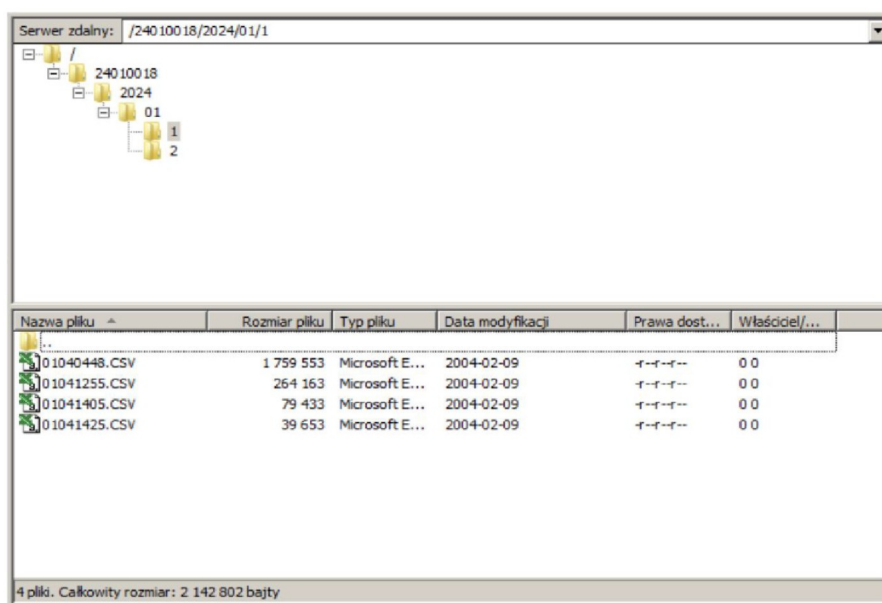 Serwer zdalny: /24010018/2024/01/1
/
24010018
2024
01
1
2
Nazwa pliku Rozmiar pliku Typ pliku Data modyfikacji Prawa dost... Właściciel/...
..
01040448.CSV 1 759 553 Microsoft E... 2004-02-09 -r--r--r-- 0 0
01041255.CSV 264 163 Microsoft E... 2004-02-09 -r--r--r-- 0 0
01041405.CSV 79 433 Microsoft E... 2004-02-09 -r--r--r-- 0 0
01041425.CSV 39 653 Microsoft E... 2004-02-09 -r--r--r-- 0 0
4 pliki. Całkowity rozmiar: 2 142 802 bajty